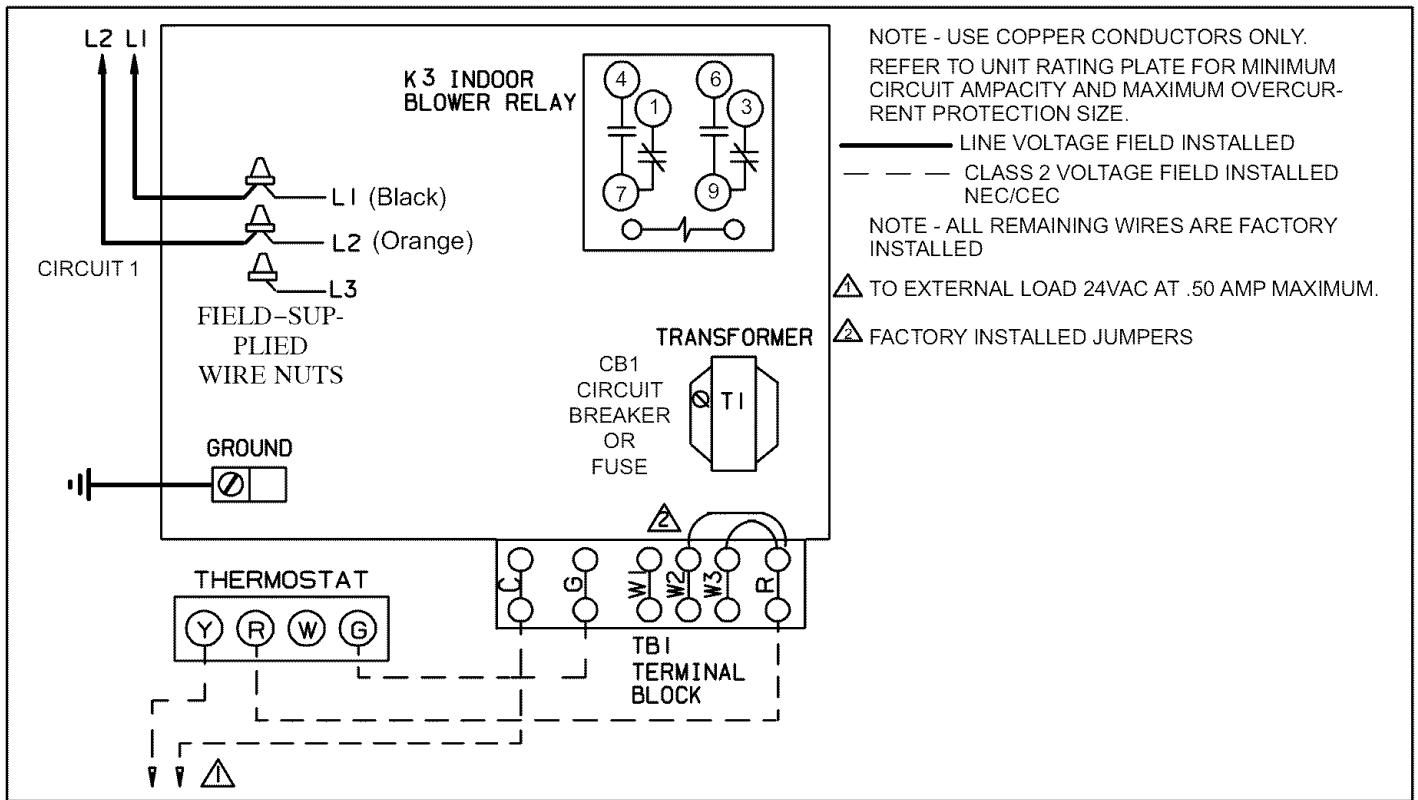 L2 L1
K3 INDOOR
BLOWER RELAY
4
6
1
3
7
9
L1 (Black)
L2 (Orange)
CIRCUIT 1
L3
FIELD-SUP-
PLIED
WIRE NUTS
TRANSFORMER
CB1
CIRCUIT
BREAKER
OR
FUSE
T1
GROUND
2
C
G
W1
W2
W3
R
THERMOSTAT
Y R W G
TB1
TERMINAL
BLOCK
1
NOTE - USE COPPER CONDUCTORS ONLY.
REFER TO UNIT RATING PLATE FOR MINIMUM
CIRCUIT AMPACITY AND MAXIMUM OVERCUR-
RENT PROTECTION SIZE.
LINE VOLTAGE FIELD INSTALLED
CLASS 2 VOLTAGE FIELD INSTALLED
NEC/CEC
NOTE - ALL REMAINING WIRES ARE FACTORY
INSTALLED
1 TO EXTERNAL LOAD 24VAC AT .50 AMP MAXIMUM.
2 FACTORY INSTALLED JUMPERS